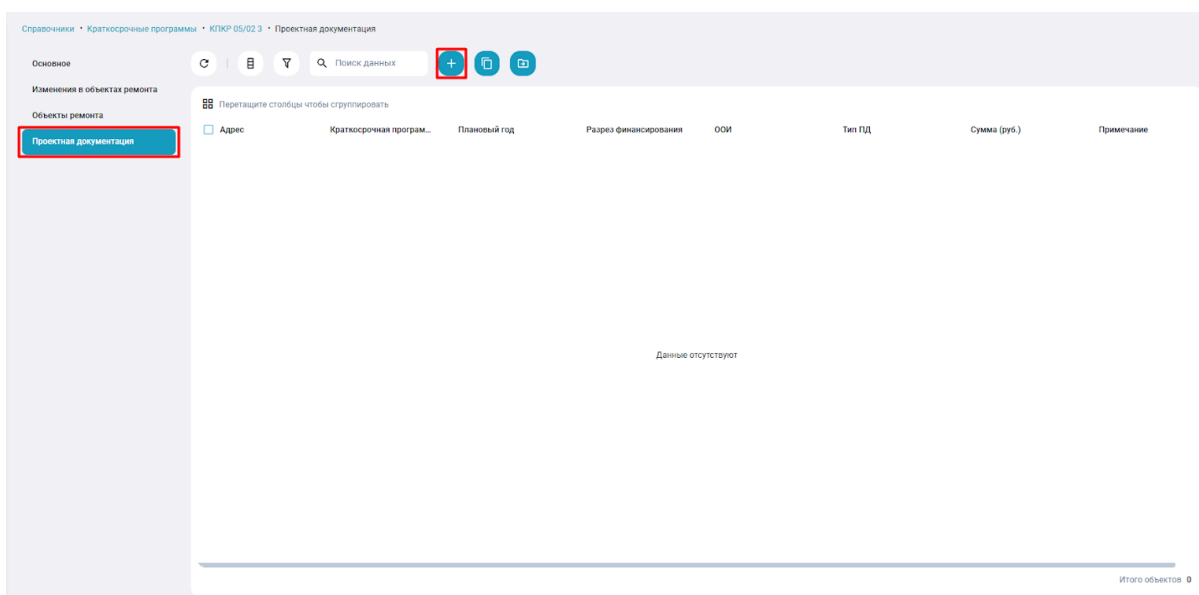 Справочники • Краткосрочные программы • КПКР 05/02 3 • Проектная документация
Основное
Изменения в объектах ремонта
Объекты ремонта
Проектная документация
Поиск данных
Перетащите столбцы чтобы сгруппировать
Адрес Краткосрочная програм... Плановый год Разрез финансирования ООИ Тип ПД Сумма (руб.) Примечание
Данные отсутствуют
Итого объектов 0